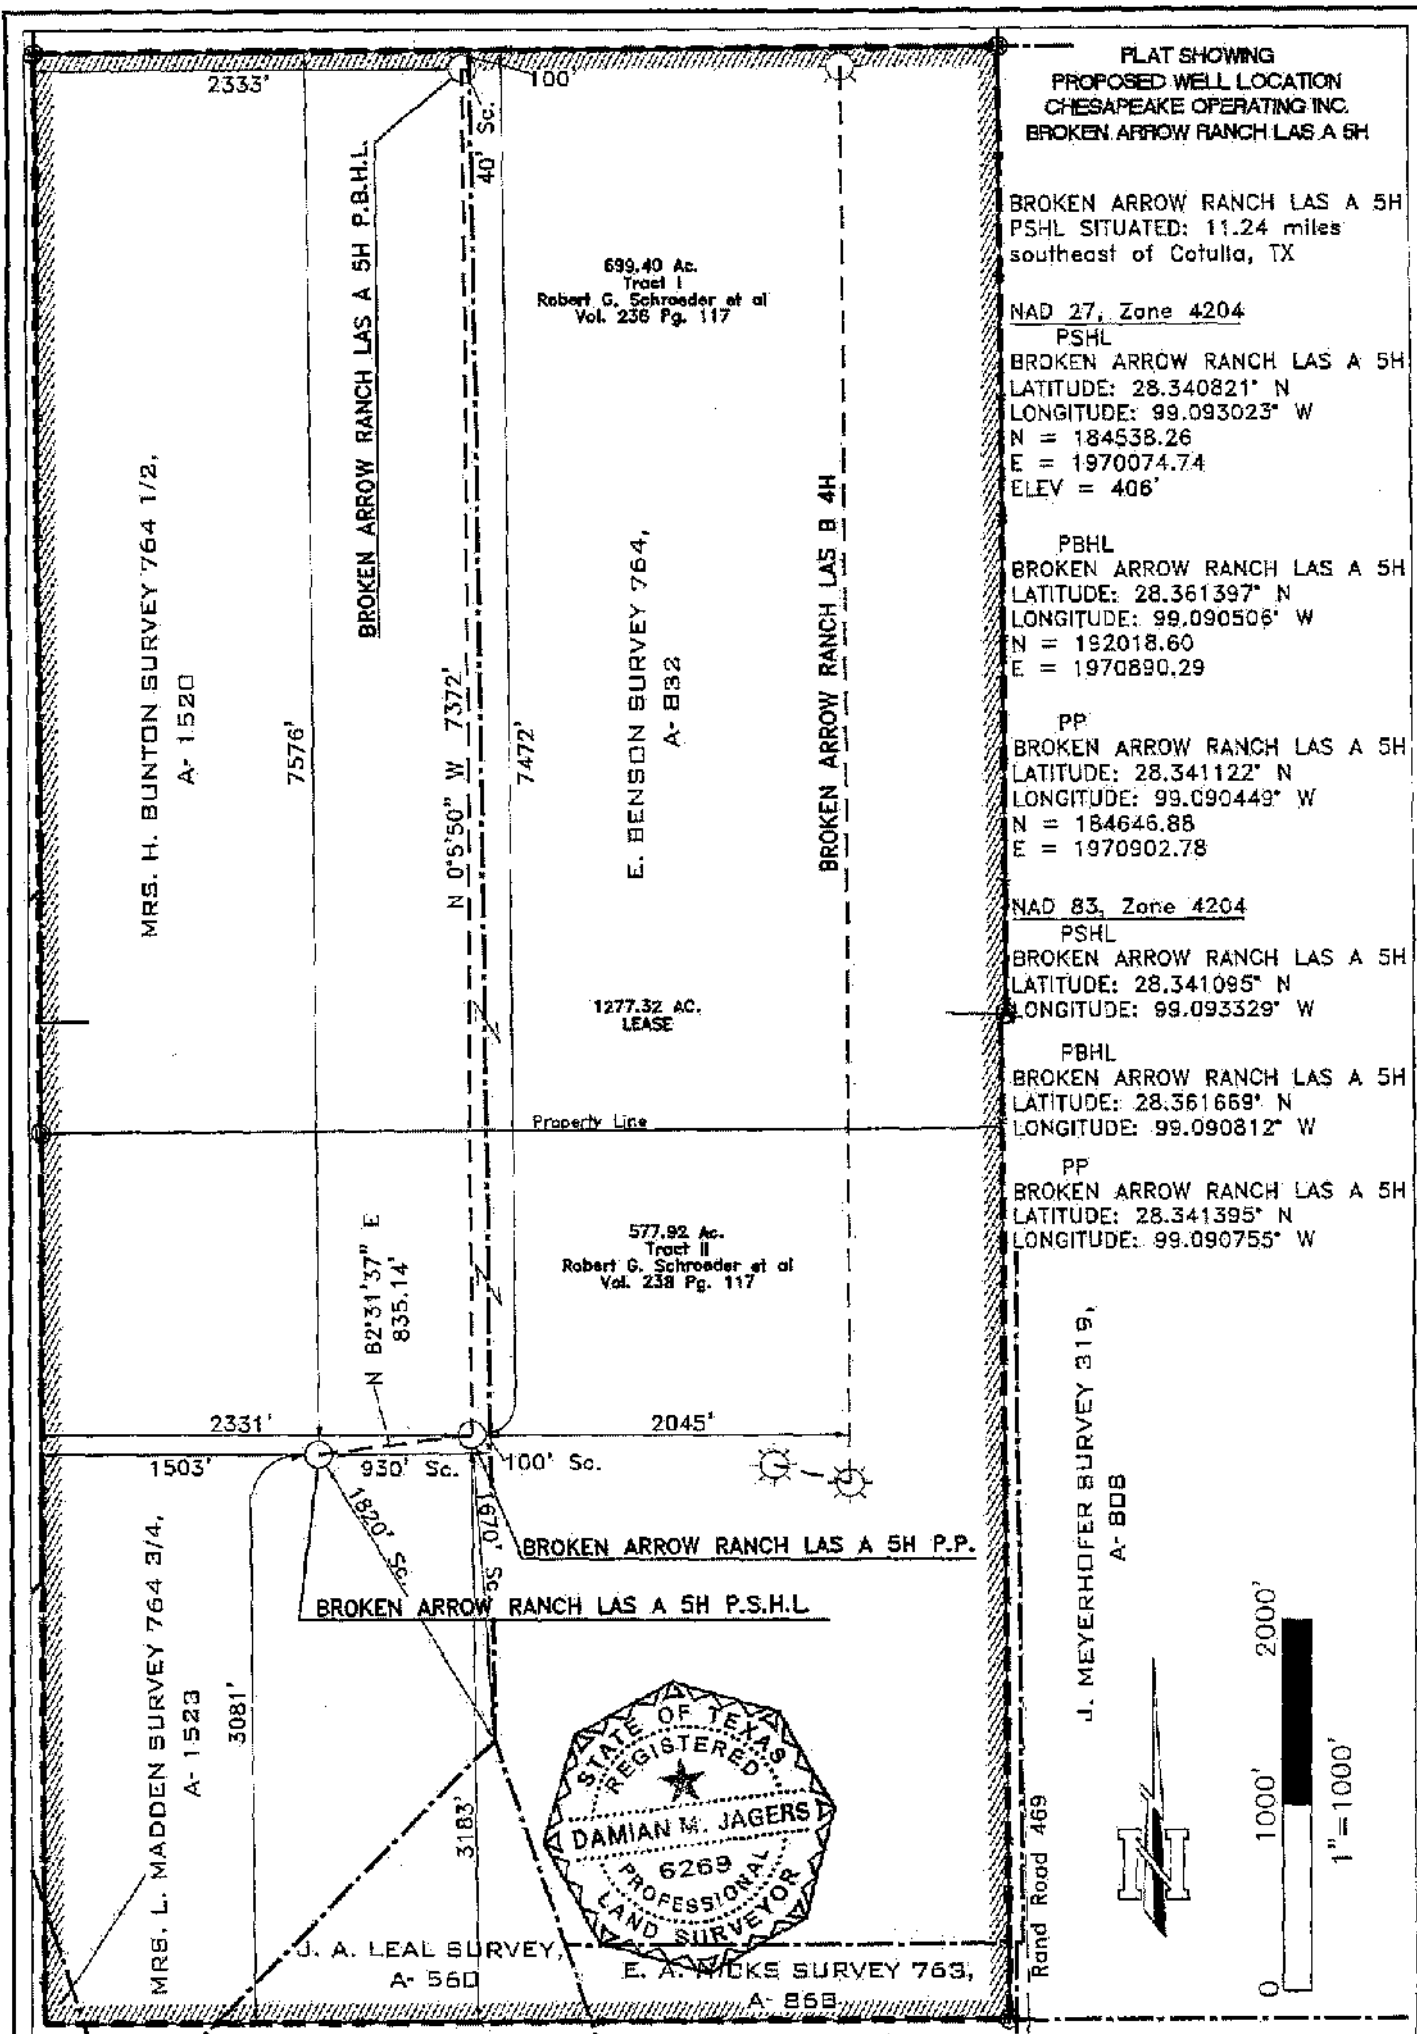 PLAT SHOWING
PROPOSED WELL LOCATION
CHESAPEAKE OPERATING INC.
BROKEN ARROW RANCH LAS A 5H
BROKEN ARROW RANCH LAS A 5H
PSHL SITUATED: 11.24 miles
southeast of Cotulla, TX
NAD 27, Zone 4204
PSHL
BROKEN ARROW RANCH LAS A 5H
LATITUDE: 28.340821° N
LONGITUDE: 99.093023° W
N = 184538.26
E = 1970074.74
ELEV = 406'
PBHL
BROKEN ARROW RANCH LAS A 5H
LATITUDE: 28.361397° N
LONGITUDE: 99.090506° W
N = 192018.60
E = 1970890.29
PP
BROKEN ARROW RANCH LAS A 5H
LATITUDE: 28.341122° N
LONGITUDE: 99.090449° W
N = 184646.88
E = 1970902.78
NAD 83, Zone 4204
PSHL
BROKEN ARROW RANCH LAS A 5H
LATITUDE: 28.341095° N
LONGITUDE: 99.093329° W
PBHL
BROKEN ARROW RANCH LAS A 5H
LATITUDE: 28.361669° N
LONGITUDE: 99.090812° W
PP
BROKEN ARROW RANCH LAS A 5H
LATITUDE: 28.341395° N
LONGITUDE: 99.090755° W
2333'
100'
40' Sc.
BROKEN ARROW RANCH LAS A 5H P.B.H.L.
699.40 Ac.
Tract I
Robert G. Schroeder et al
Vol. 236 Pg. 117
MRS. H. BUNTON SURVEY 764 1/2,
A-1520
7576'
N 0°5'50" W 7372'
7472'
E. BENSON SURVEY 764,
A-832
BROKEN ARROW RANCH LAS B 4H
1277.32 AC.
LEASE
Property Line
577.92 Ac.
Tract II
Robert G. Schroeder et al
Vol. 238 Pg. 117
N 82°31'37" E
835.14'
2331'
2045'
1503'
930' Sc.
100' Sc.
1820' Sc.
1670' Sc.
BROKEN ARROW RANCH LAS A 5H P.P.
BROKEN ARROW RANCH LAS A 5H P.S.H.L
MRS. L. MADDEN SURVEY 764 3/4,
A-1523
3081'
3183'
STATE OF TEXAS
REGISTERED
DAMIAN M. JAGERS
6269
PROFESSIONAL
LAND SURVEYOR
J. A. LEAL SURVEY,
A-560
E. A. HICKS SURVEY 763,
A-868
J. MEYERHOFER SURVEY 319,
A-808
Rand Road 469
N
0 1000' 2000'
1"=1000'